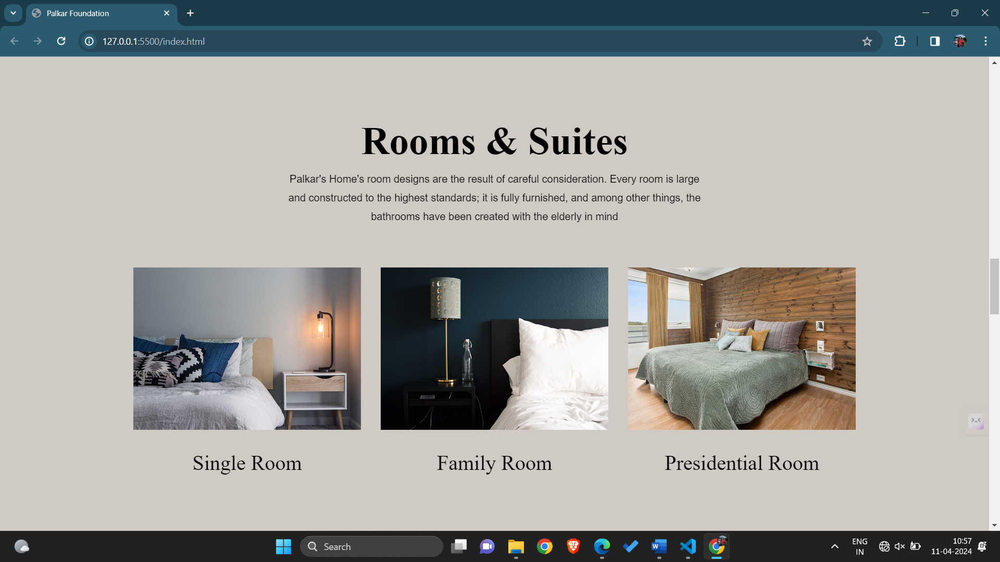 Palkar Foundation
127.0.0.1:5500/index.html
Rooms & Suites
Palkar's Home's room designs are the result of careful consideration. Every room is large
and constructed to the highest standards; it is fully furnished, and among other things, the
bathrooms have been created with the elderly in mind
Single Room
Family Room
Presidential Room
Search
ENG
IN
10:57
11-04-2024